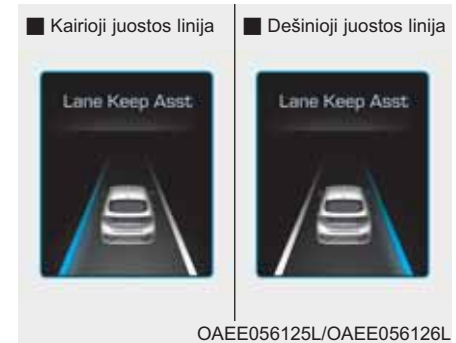 ■ Kairioji juostos linija
■ Dešinioji juostos linija
Lane Keep Asst
Lane Keep Asst
OAEE056125L/OAEE056126L